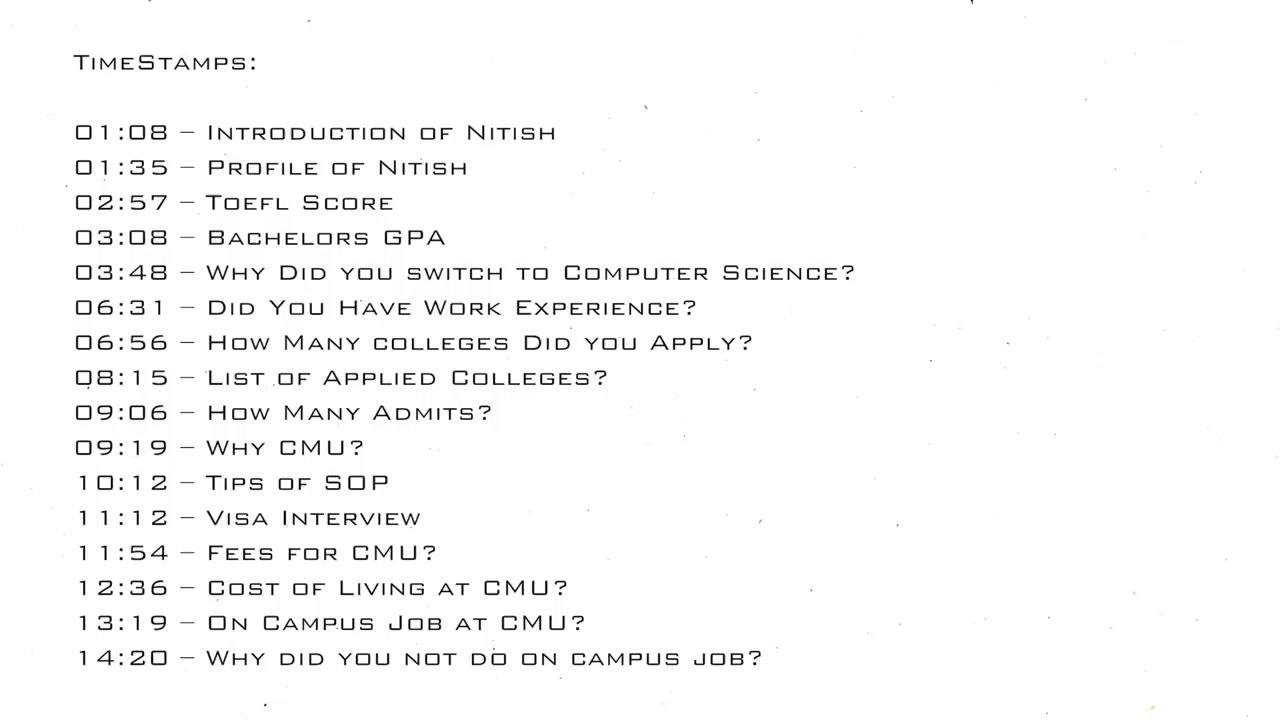 TimeStamps:
01:08 – Introduction of Nitish
01:35 – Profile of Nitish
02:57 – Toefl Score
03:08 – Bachelors GPA
03:48 – Why Did you switch to Computer Science?
06:31 – Did You Have Work Experience?
06:56 – How Many colleges Did you Apply?
08:15 – List of Applied Colleges?
09:06 – How Many Admits?
09:19 – Why CMU?
10:12 – Tips of SOP
11:12 – Visa Interview
11:54 – Fees for CMU?
12:36 – Cost of Living at CMU?
13:19 – On Campus Job at CMU?
14:20 – Why did you not do on campus job?